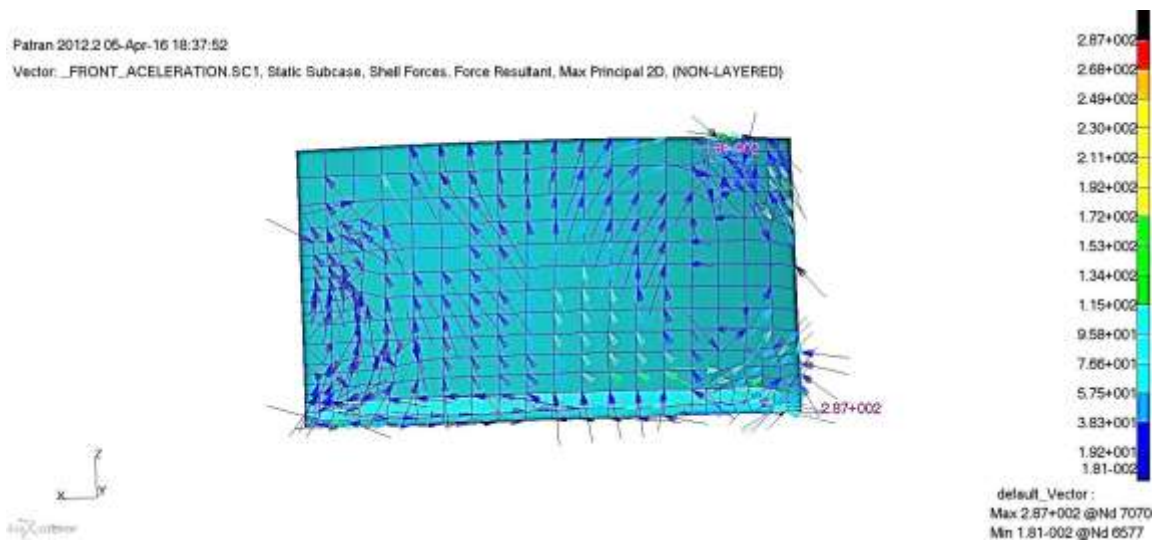 Patran 2012.2 05-Apr-16 18:37:52
Vector: _FRONT_ACELERATION.SC1, Static Subcase, Shell Forces, Force Resultant, Max Principal 2D, (NON-LAYERED)
2.87+002
2.68+002
2.49+002
2.30+002
2.11+002
1.92+002
1.72+002
1.53+002
1.34+002
1.15+002
9.58+001
7.66+001
5.75+001
3.83+001
1.92+001
1.81-002
2.87+002
Z
X
Y
default_Vector :
Max 2.87+002 @Nd 7070
Min 1.81-002 @Nd 6577